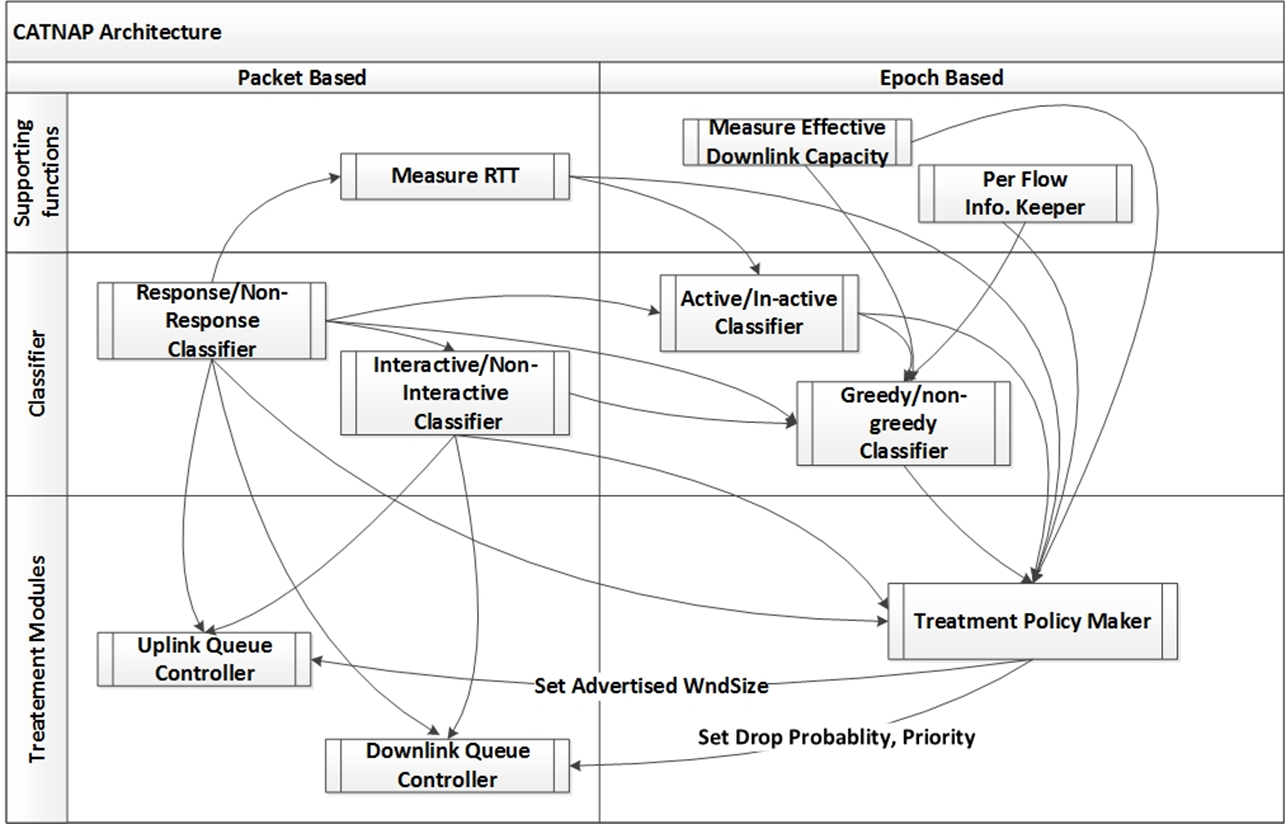 CATNAP Architecture
Packet Based
Epoch Based
Supporting
functions
Measure RTT
Measure Effective
Downlink Capacity
Per Flow
Info. Keeper
Classifier
Response/Non-
Response
Classifier
Interactive/Non-
Interactive
Classifier
Active/In-active
Classifier
Greedy/non-
greedy
Classifier
Treatement Modules
Uplink Queue
Controller
Downlink Queue
Controller
Treatment Policy Maker
Set Advertised WndSize
Set Drop Probablity, Priority